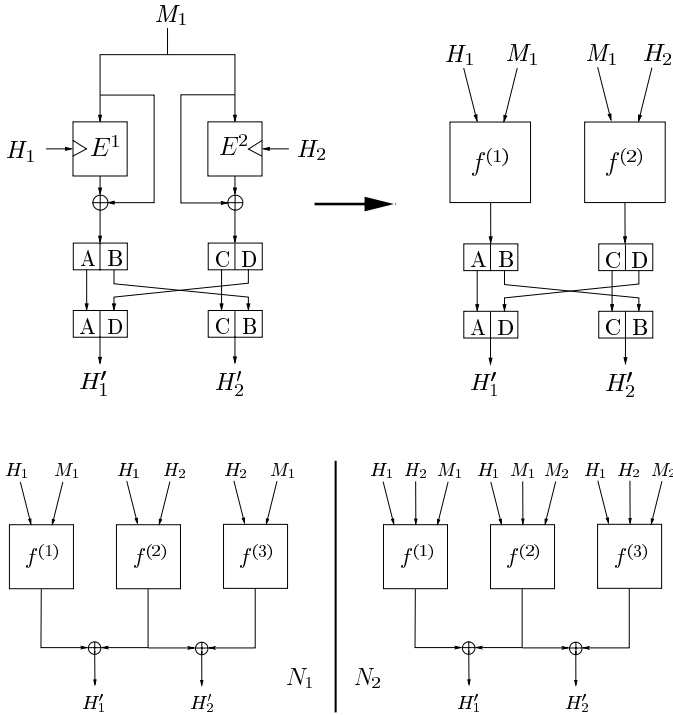 M₁
H₁ E¹ E² H₂
A B C D
A D C B
H′₁ H′₂
H₁ M₁ M₁ H₂
f⁽¹⁾ f⁽²⁾
A B C D
A D C B
H′₁ H′₂
H₁ M₁ H₁ H₂ H₂ M₁
f⁽¹⁾ f⁽²⁾ f⁽³⁾
H′₁ H′₂ N₁
H₁ H₂ M₁ H₁ M₁ M₂ H₁ H₂ M₂
f⁽¹⁾ f⁽²⁾ f⁽³⁾
N₂ H′₁ H′₂